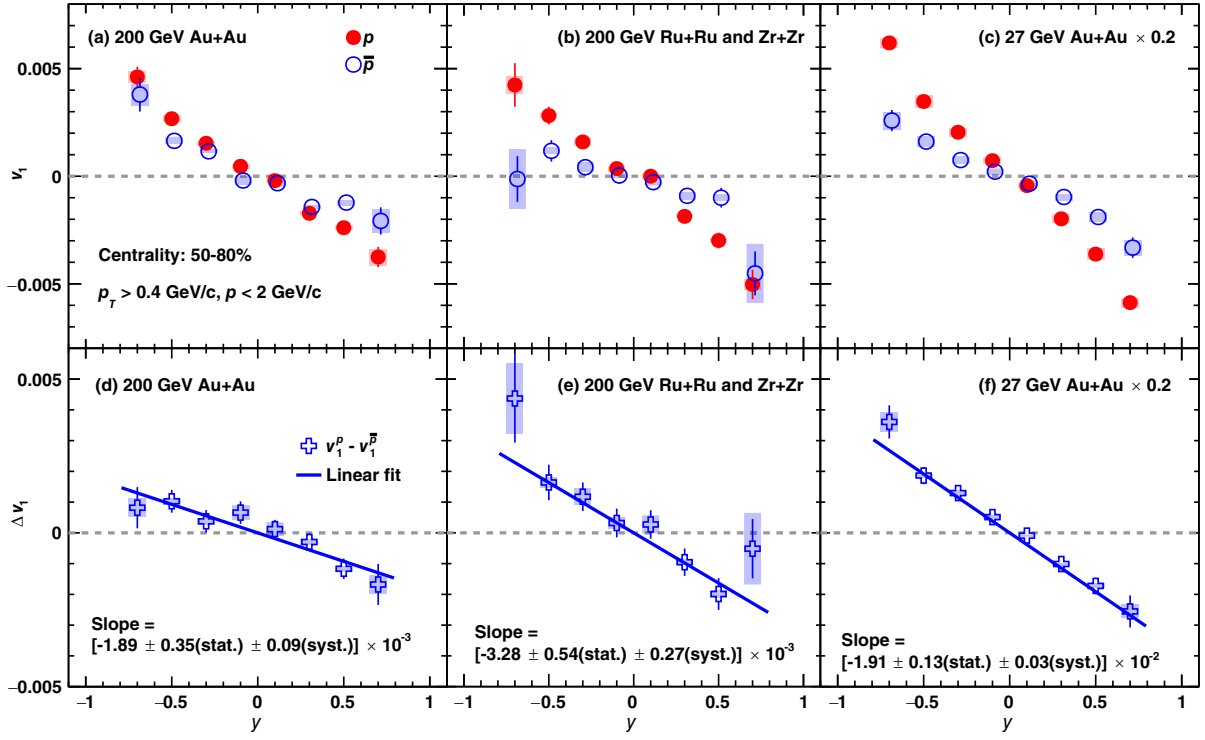 (a) 200 GeV Au+Au
p
p̅
(b) 200 GeV Ru+Ru and Zr+Zr
(c) 27 GeV Au+Au × 0.2
0.005
0
−0.005
v₁
Centrality: 50-80%
p_T > 0.4 GeV/c, p < 2 GeV/c
(d) 200 GeV Au+Au
(e) 200 GeV Ru+Ru and Zr+Zr
(f) 27 GeV Au+Au × 0.2
0.005
0
−0.005
Δ v₁
v₁^p - v₁^p̅
Linear fit
Slope =
[-1.89 ± 0.35(stat.) ± 0.09(syst.)] × 10⁻³
Slope =
[-3.28 ± 0.54(stat.) ± 0.27(syst.)] × 10⁻³
Slope =
[-1.91 ± 0.13(stat.) ± 0.03(syst.)] × 10⁻²
−1 −0.5 0 0.5 1
−1 −0.5 0 0.5 1
−1 −0.5 0 0.5 1
y
y
y